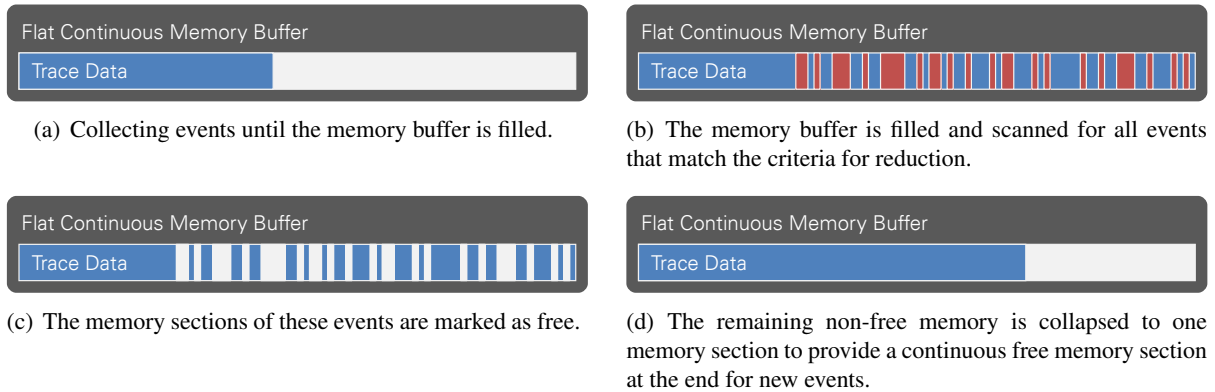 Flat Continuous Memory Buffer
Trace Data
(a) Collecting events until the memory buffer is filled.
Flat Continuous Memory Buffer
Trace Data
(b) The memory buffer is filled and scanned for all events
that match the criteria for reduction.
Flat Continuous Memory Buffer
Trace Data
(c) The memory sections of these events are marked as free.
Flat Continuous Memory Buffer
Trace Data
(d) The remaining non-free memory is collapsed to one
memory section to provide a continuous free memory section
at the end for new events.